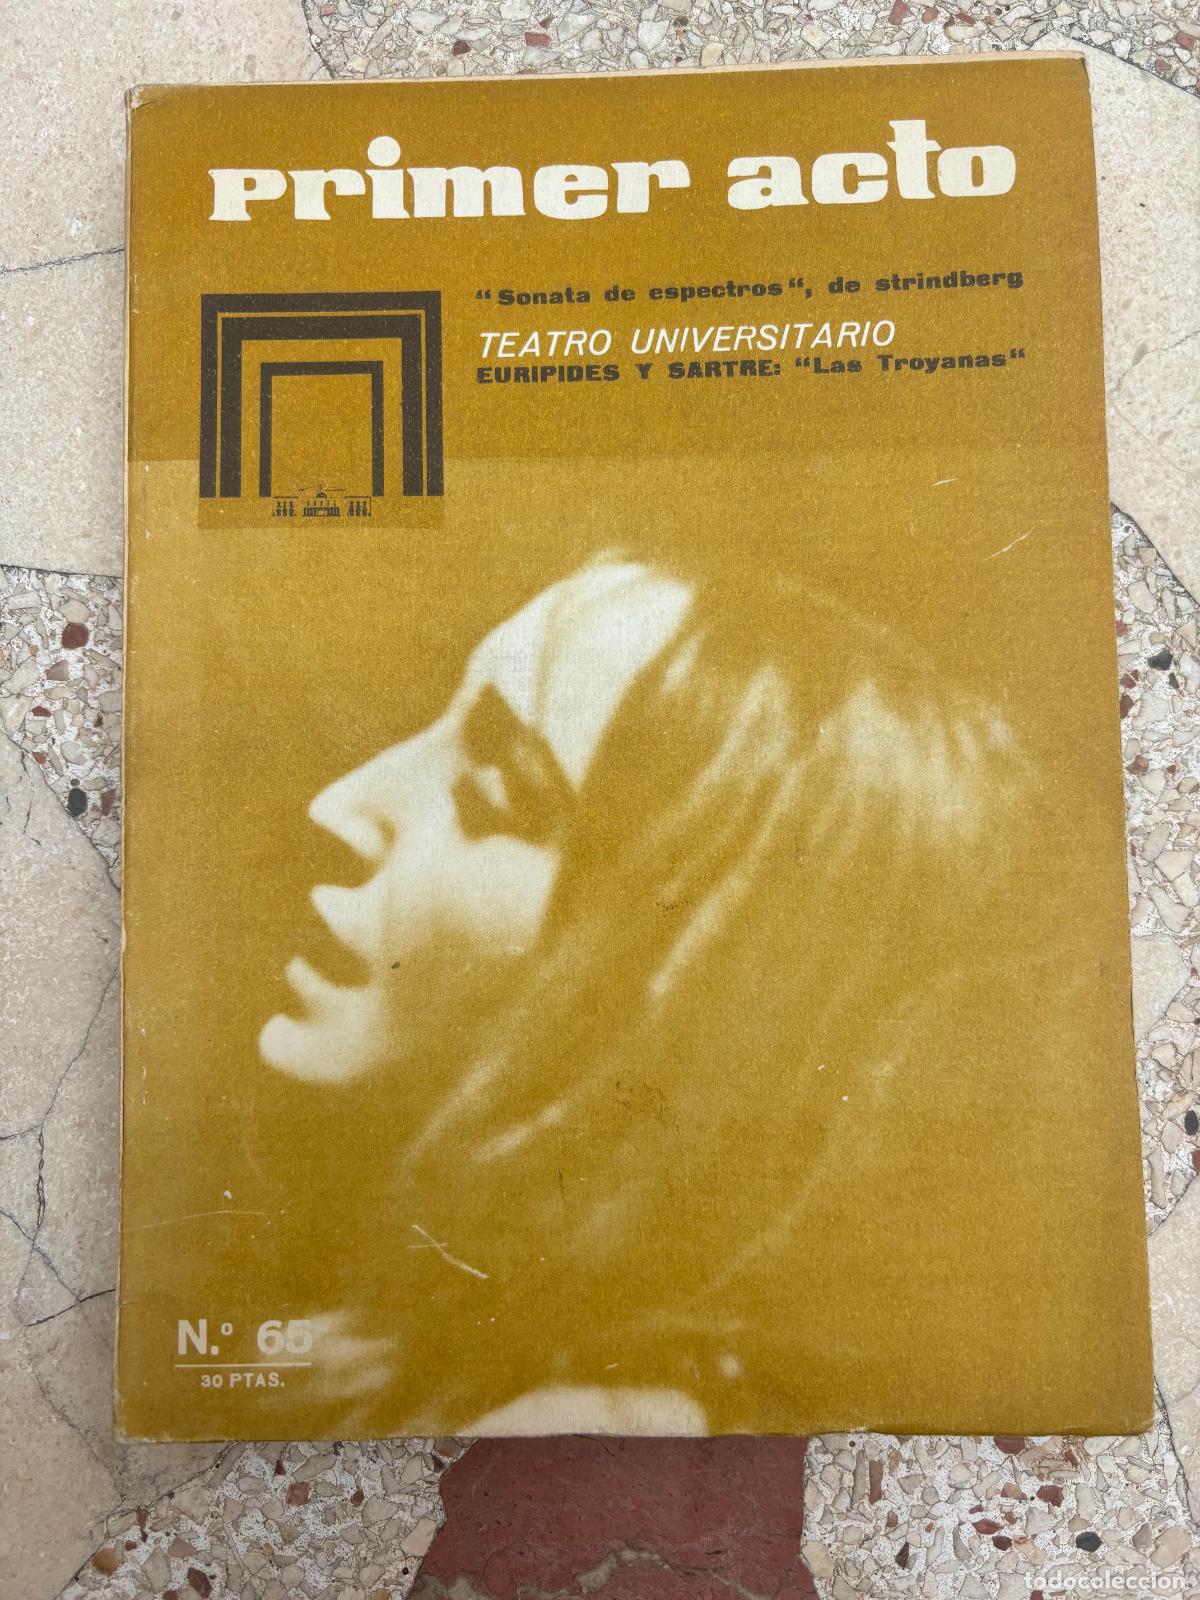 Primer acto
"Sonata de espectros", de strindberg
TEATRO UNIVERSITARIO
EURIPIDES Y SARTRE: "Las Troyanas"
N.º 65
30 PTAS.
todocoleccion